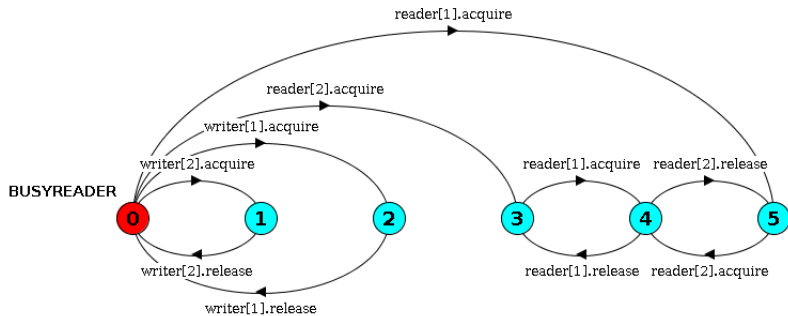 reader[1].acquire
reader[2].acquire
writer[1].acquire
writer[2].acquire
reader[1].acquire
reader[2].release
BUSYREADER
0
1
2
3
4
5
writer[2].release
reader[1].release
reader[2].acquire
writer[1].release